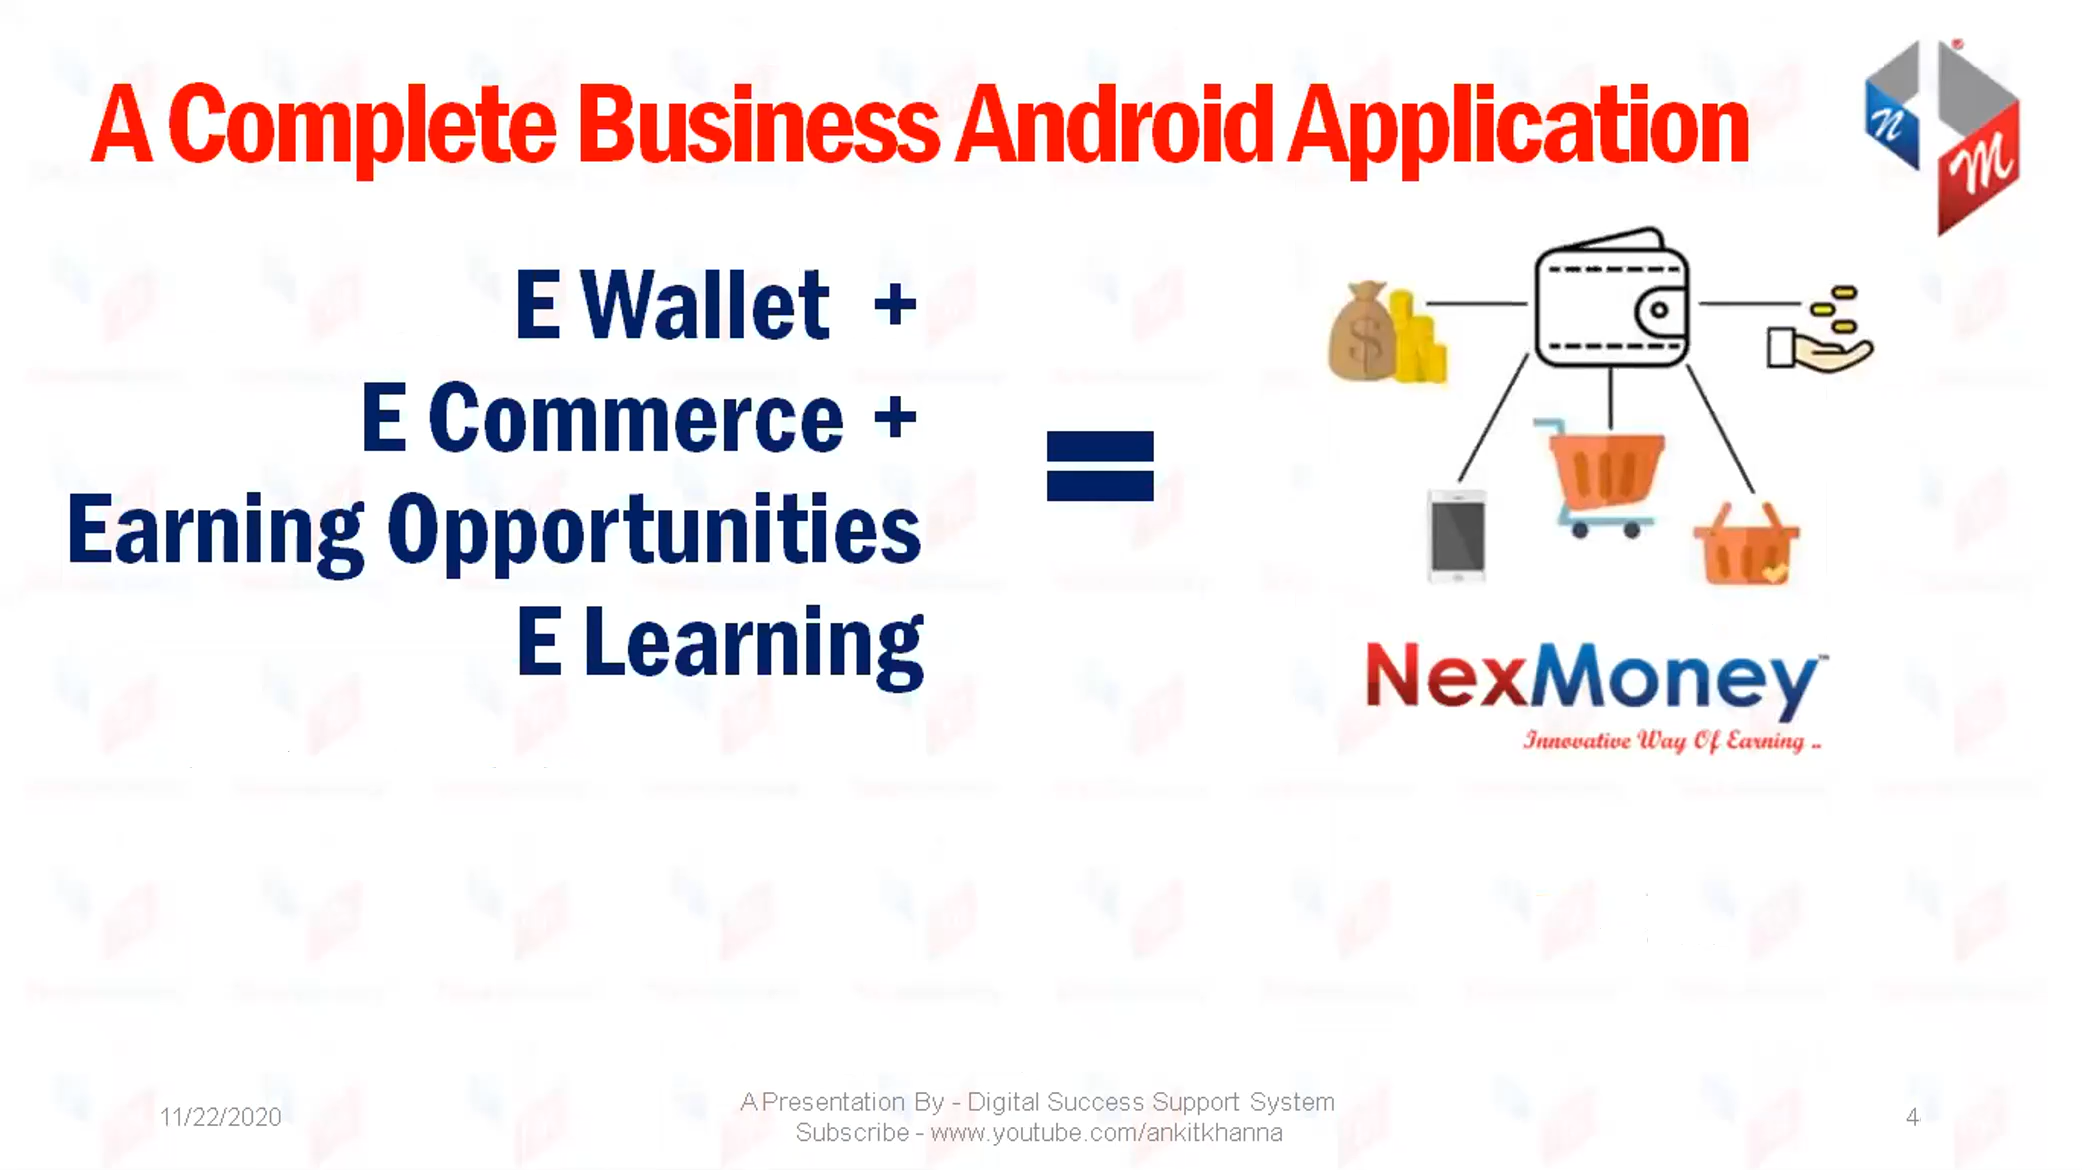 A Complete Business Android Application
n
M
E Wallet +
E Commerce +
Earning Opportunities
E Learning
=
$
NexMoney™
Innovative Way Of Earning ..
11/22/2020
A Presentation By - Digital Success Support System
Subscribe - www.youtube.com/ankitkhanna
4